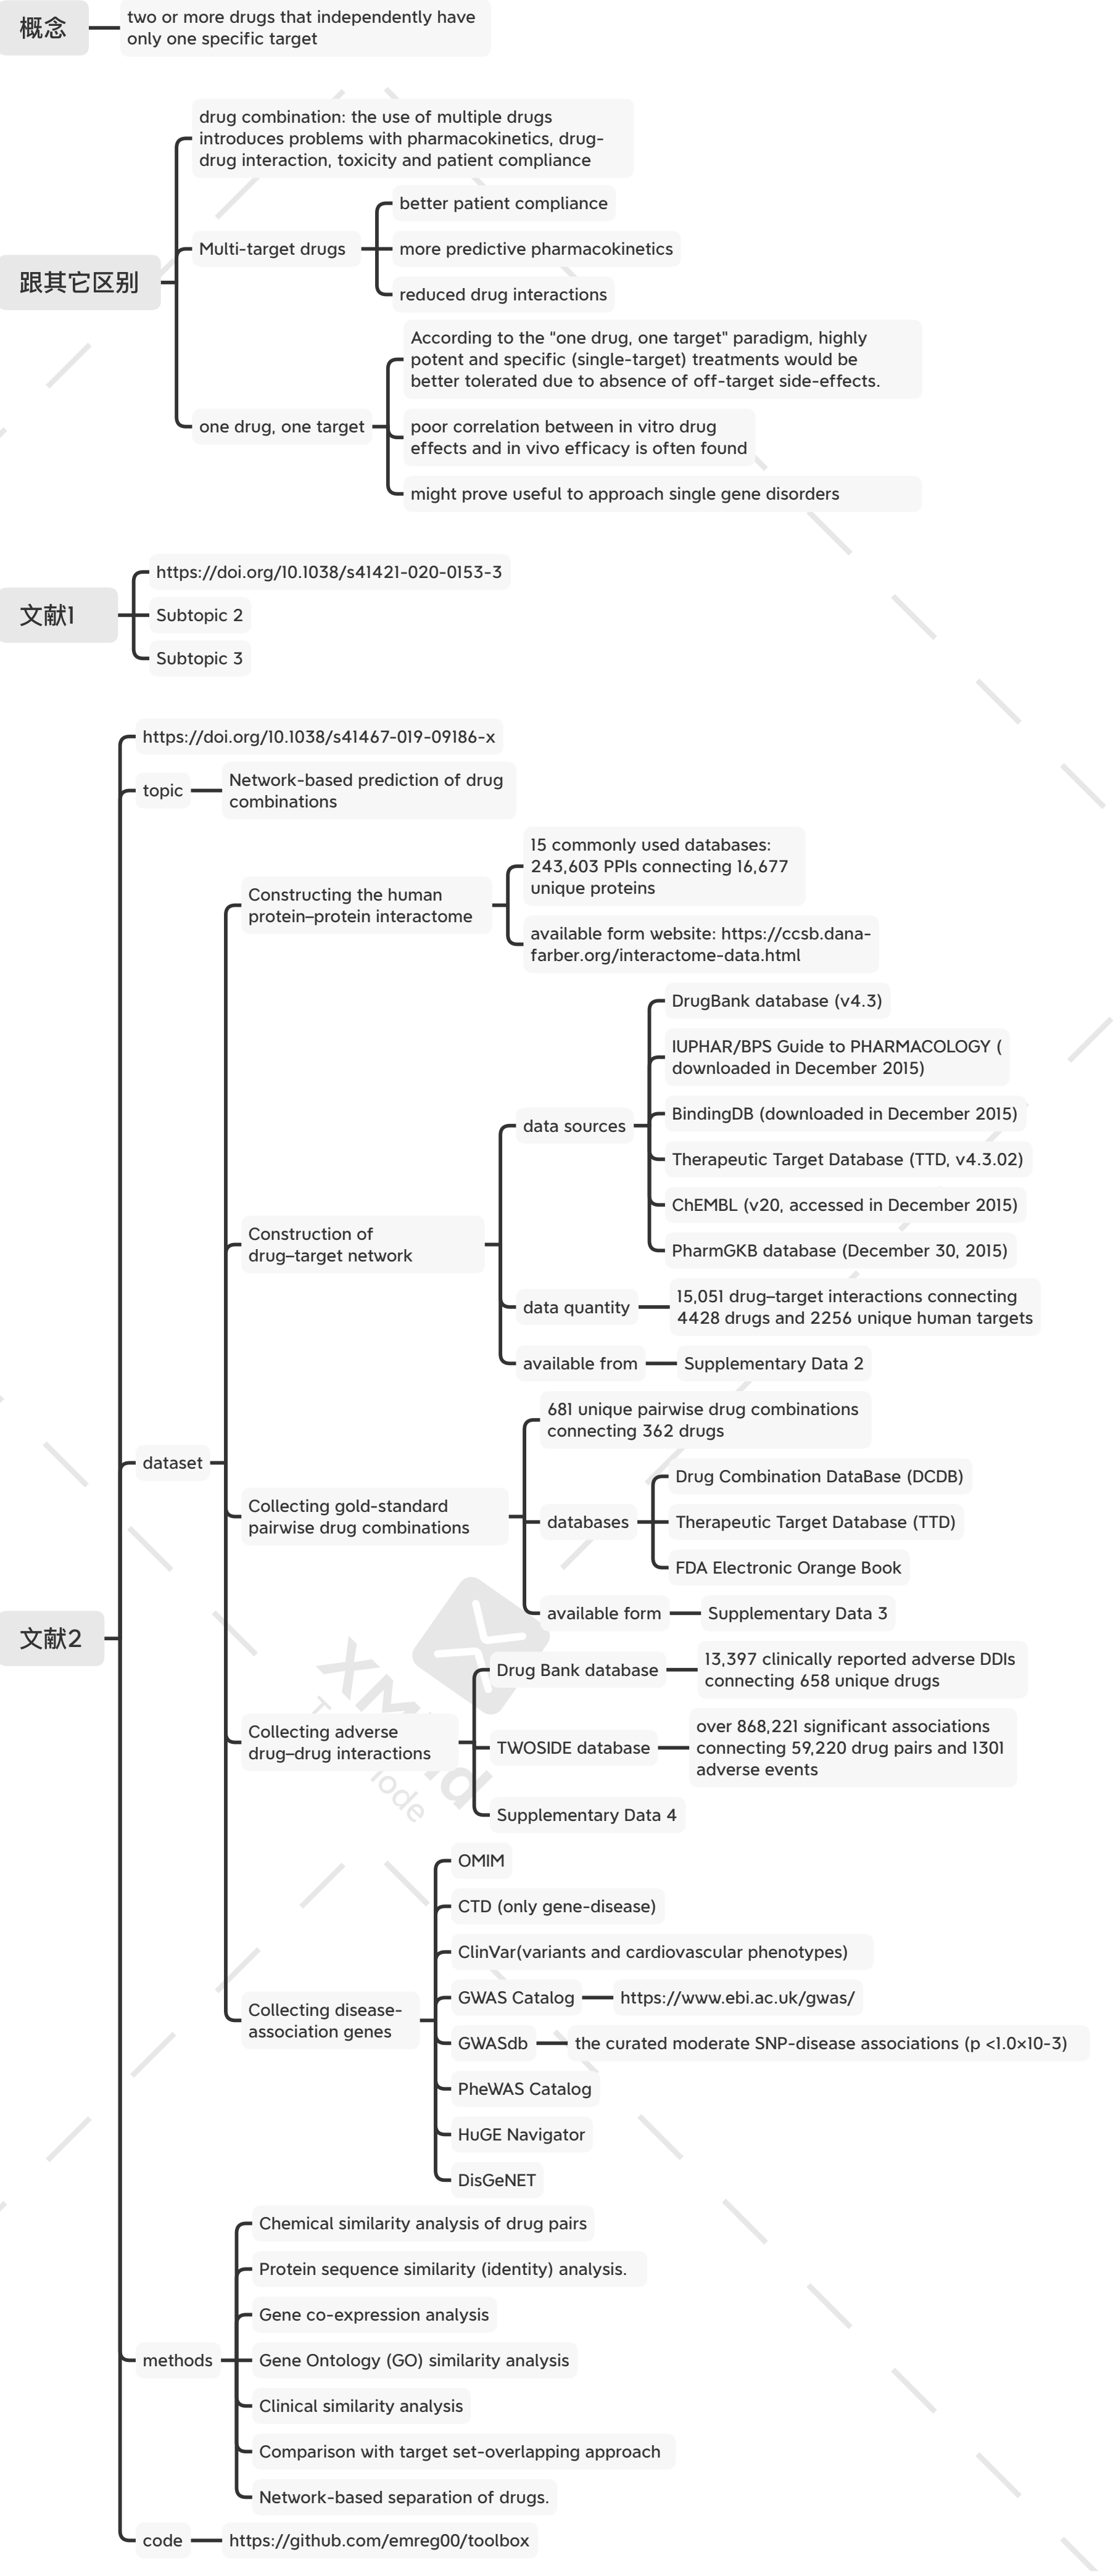 概念
two or more drugs that independently have
only one specific target
跟其它区别
drug combination: the use of multiple drugs
introduces problems with pharmacokinetics, drug-
drug interaction, toxicity and patient compliance
Multi-target drugs
better patient compliance
more predictive pharmacokinetics
reduced drug interactions
one drug, one target
According to the "one drug, one target" paradigm, highly
potent and specific (single-target) treatments would be
better tolerated due to absence of off-target side-effects.
poor correlation between in vitro drug
effects and in vivo efficacy is often found
might prove useful to approach single gene disorders
文献1
https://doi.org/10.1038/s41421-020-0153-3
Subtopic 2
Subtopic 3
文献2
https://doi.org/10.1038/s41467-019-09186-x
topic
Network-based prediction of drug
combinations
dataset
Constructing the human
protein–protein interactome
15 commonly used databases:
243,603 PPIs connecting 16,677
unique proteins
available form website: https://ccsb.dana-
farber.org/interactome-data.html
Construction of
drug–target network
data sources
DrugBank database (v4.3)
IUPHAR/BPS Guide to PHARMACOLOGY (
downloaded in December 2015)
BindingDB (downloaded in December 2015)
Therapeutic Target Database (TTD, v4.3.02)
ChEMBL (v20, accessed in December 2015)
PharmGKB database (December 30, 2015)
data quantity
15,051 drug–target interactions connecting
4428 drugs and 2256 unique human targets
available from
Supplementary Data 2
Collecting gold-standard
pairwise drug combinations
681 unique pairwise drug combinations
connecting 362 drugs
databases
Drug Combination DataBase (DCDB)
Therapeutic Target Database (TTD)
FDA Electronic Orange Book
available form
Supplementary Data 3
Collecting adverse
drug–drug interactions
Drug Bank database
13,397 clinically reported adverse DDIs
connecting 658 unique drugs
TWOSIDE database
over 868,221 significant associations
connecting 59,220 drug pairs and 1301
adverse events
Supplementary Data 4
Collecting disease-
association genes
OMIM
CTD (only gene-disease)
ClinVar(variants and cardiovascular phenotypes)
GWAS Catalog
https://www.ebi.ac.uk/gwas/
GWASdb
the curated moderate SNP-disease associations (p <1.0×10-3)
PheWAS Catalog
HuGE Navigator
DisGeNET
methods
Chemical similarity analysis of drug pairs
Protein sequence similarity (identity) analysis.
Gene co-expression analysis
Gene Ontology (GO) similarity analysis
Clinical similarity analysis
Comparison with target set-overlapping approach
Network-based separation of drugs.
code
https://github.com/emreg00/toolbox